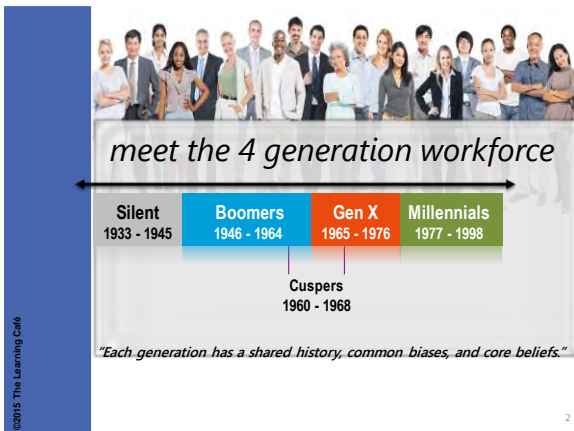 meet the 4 generation workforce
Silent
1933 - 1945
Boomers
1946 - 1964
Gen X
1965 - 1976
Millennials
1977 - 1998
Cuspers
1960 - 1968
“Each generation has a shared history, common biases, and core beliefs.”
©2015 The Learning Café
2